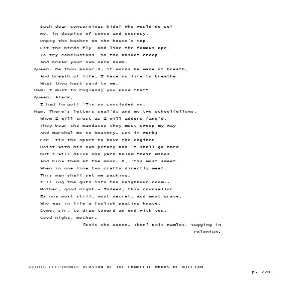 Such dear concernings hide? Who would do so?
No, in despite of sense and secrecy,
Unpeg the basket on the house's top.
Let the birds fly, and like the famous ape,
To try conclusions, in the basket creep
And break your own neck down.
Queen. Be thou assur'd, if words be made of breath,
And breath of life, I have no life to breathe
What thou hast said to me.
Ham. I must to England; you know that?
Queen. Alack,
I had forgot! 'Tis so concluded on.
Ham. There's letters seal'd; and my two schoolfellows,
Whom I will trust as I will adders fang'd,
They bear the mandate; they must sweep my way
And marshal me to knavery. Let it work;
For 'tis the sport to have the enginer
Hoist with his own petar; and 't shall go hard
But I will delve one yard below their mines
And blow them at the moon. O, 'tis most sweet
When in one line two crafts directly meet.
This man shall set me packing.
I'll lug the guts into the neighbour room.-
Mother, good night.- Indeed, this counsellor
Is now most still, most secret, and most grave,
Who was in life a foolish prating knave.
Come, sir, to draw toward an end with you.
Good night, mother.
Exit the Queen. Then Exit Hamlet, tugging in
Polonius.
ELECTRONIC VERSION OF THE COMPLETE WORKS OF WILLIAM